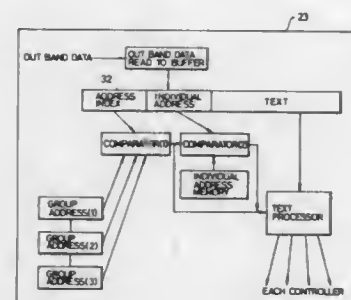 23
OUT BAND DATA
OUT BAND DATA
READ TO BUFFER
32
ADDRESS
INDEX
INDIVIDUAL
ADDRESS
TEXT
COMPARATOR(1)
COMPARATOR(2)
INDIVIDUAL
ADDRESS
MEMORY
GROUP
ADDRESS(1)
GROUP
ADDRESS(2)
GROUP
ADDRESS(3)
TEXT
PROCESSOR
EACH CONTROLLER